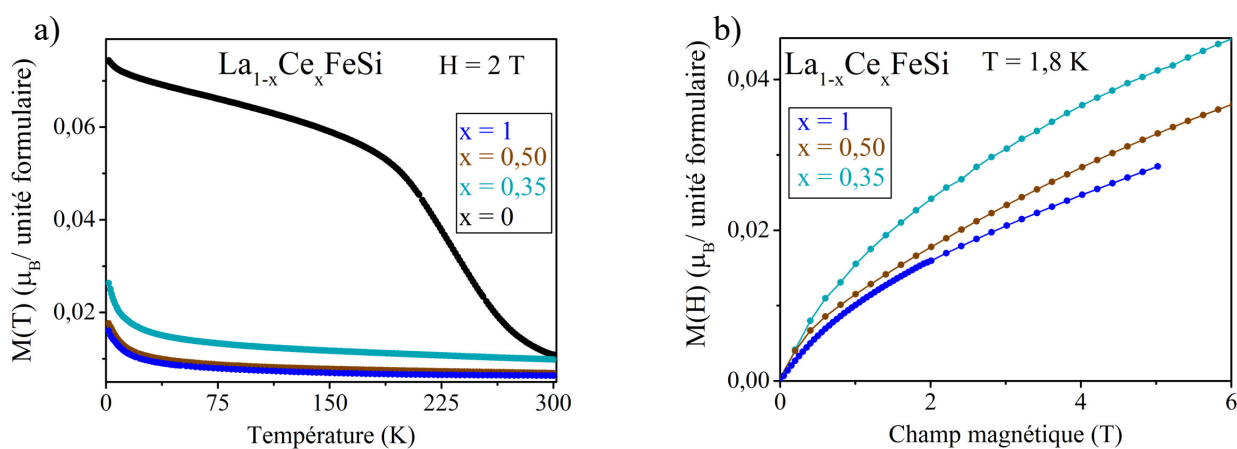 a)
La1-xCexFeSi H = 2 T
x = 1
x = 0,50
x = 0,35
x = 0
M(T) (μB/ unité formulaire)
0,06
0,04
0,02
0 75 150 225 300
Température (K)
b)
La1-xCexFeSi T = 1,8 K
x = 1
x = 0,50
x = 0,35
M(H) (μB/ unité formulaire)
0,04
0,02
0,00
0 2 4 6
Champ magnétique (T)